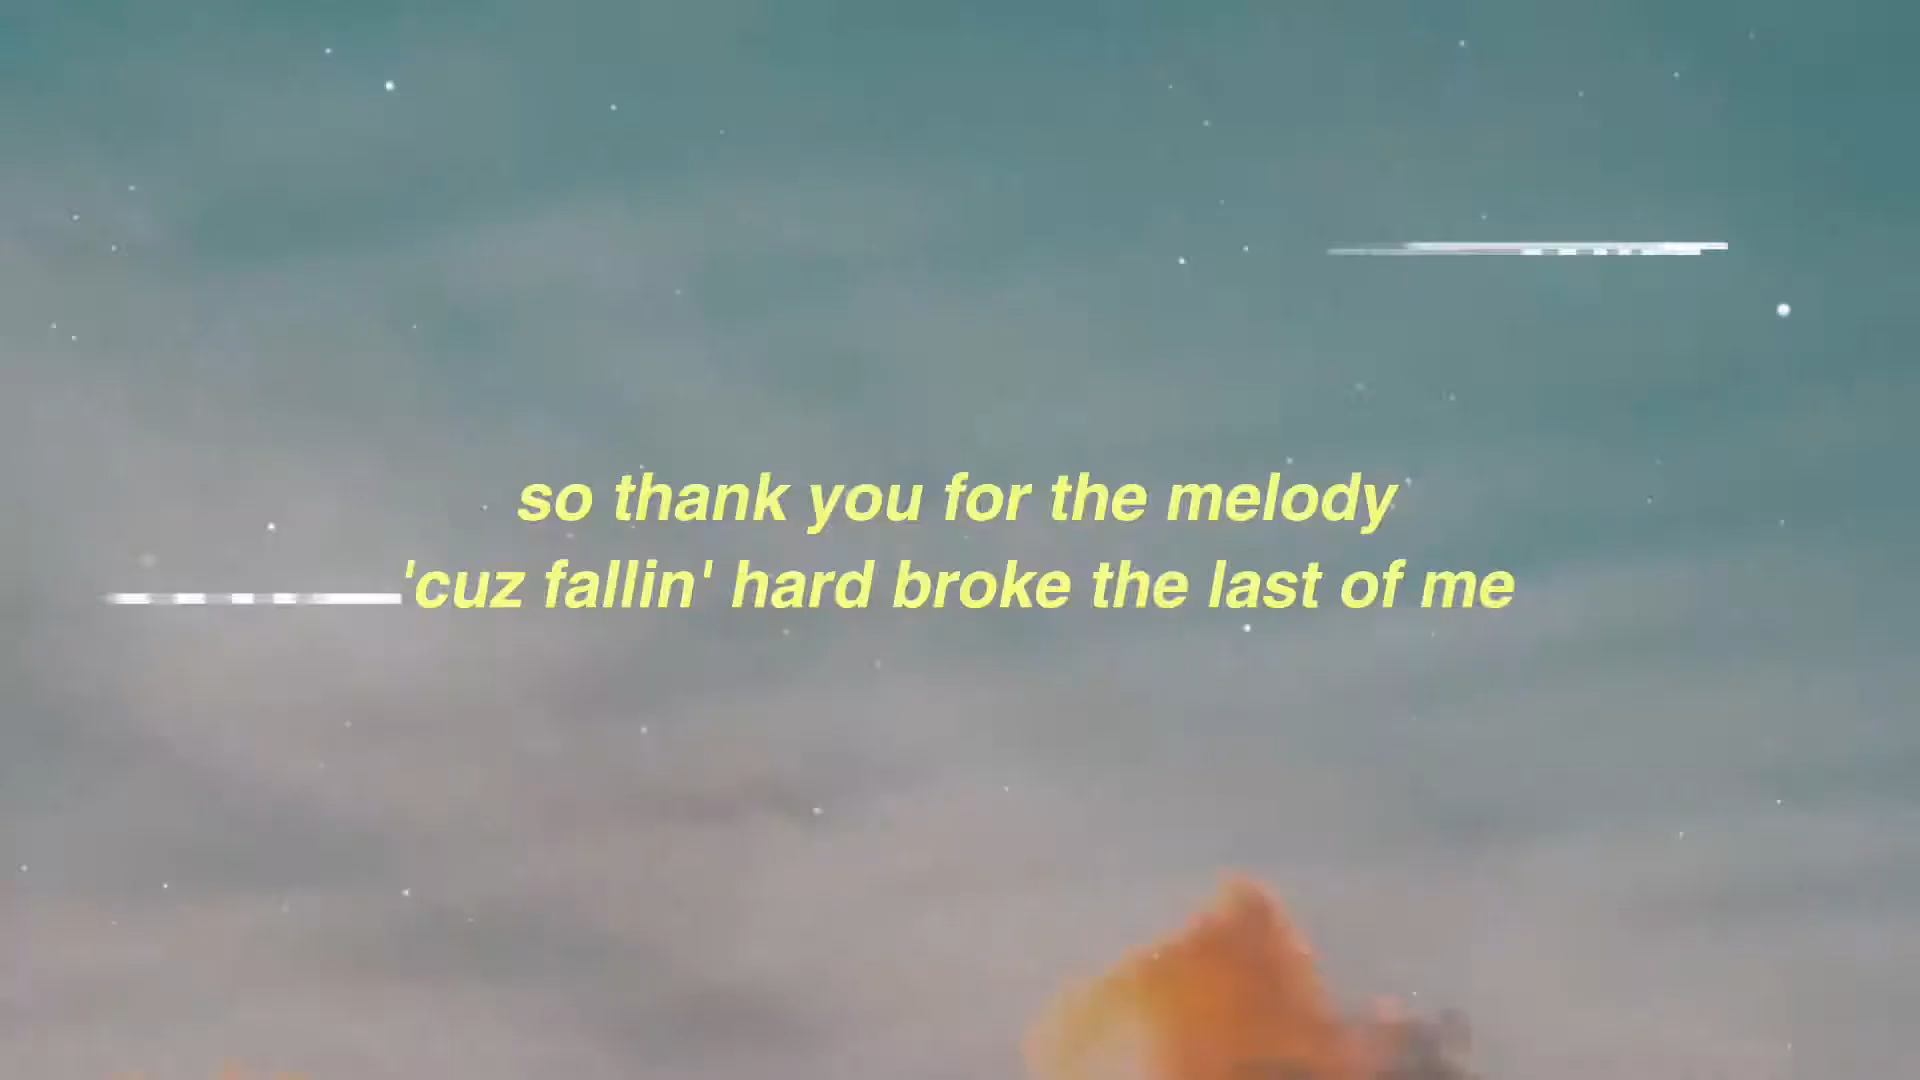 so thank you for the melody
'cuz fallin' hard broke the last of me